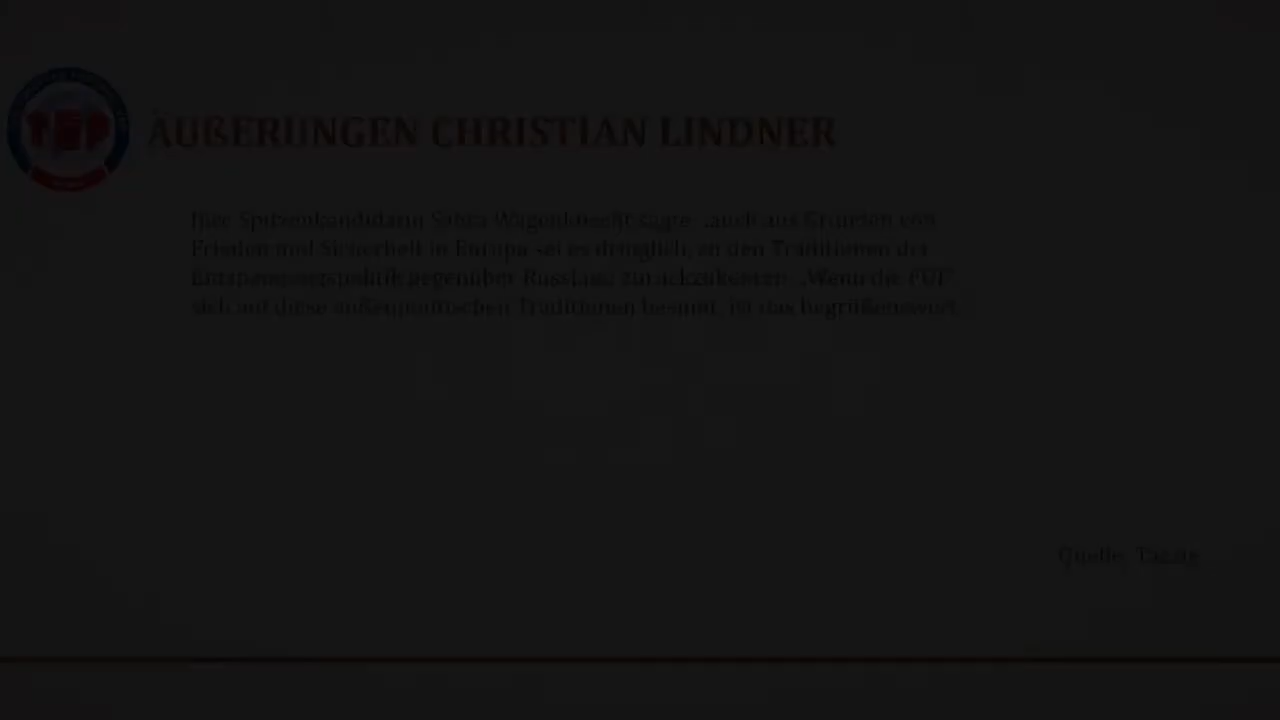 ÄUßERUNGEN CHRISTIAN LINDNER
Ihre Spitzenkandidatin Sahra Wagenknecht sagte, auch aus Gründen von
Frieden und Sicherheit in Europa sei es dringlich, zu den Traditionen der
Entspannungspolitik gegenüber Russland zurückzukehren. „Wenn die FDP
sich auf diese außenpolitischen Traditionen besinnt, ist das begrüßenswert.
Quelle: